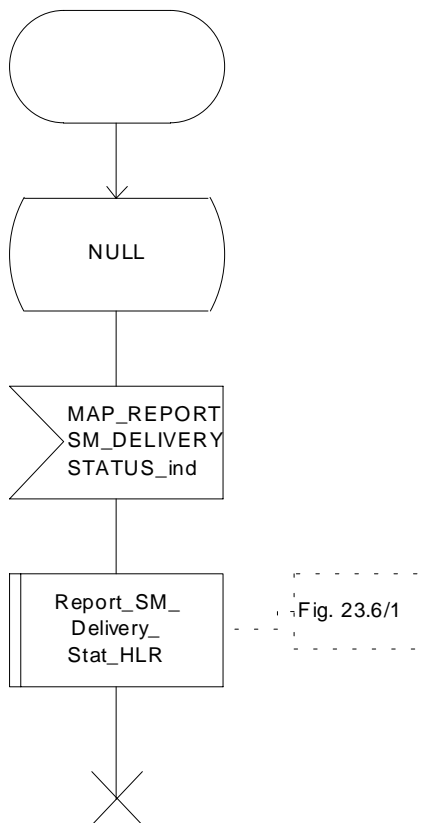 NULL
MAP_REPORT
SM_DELIVERY
STATUS_ind
Report_SM_
Delivery_
Stat_HLR
Fig. 23.6/1